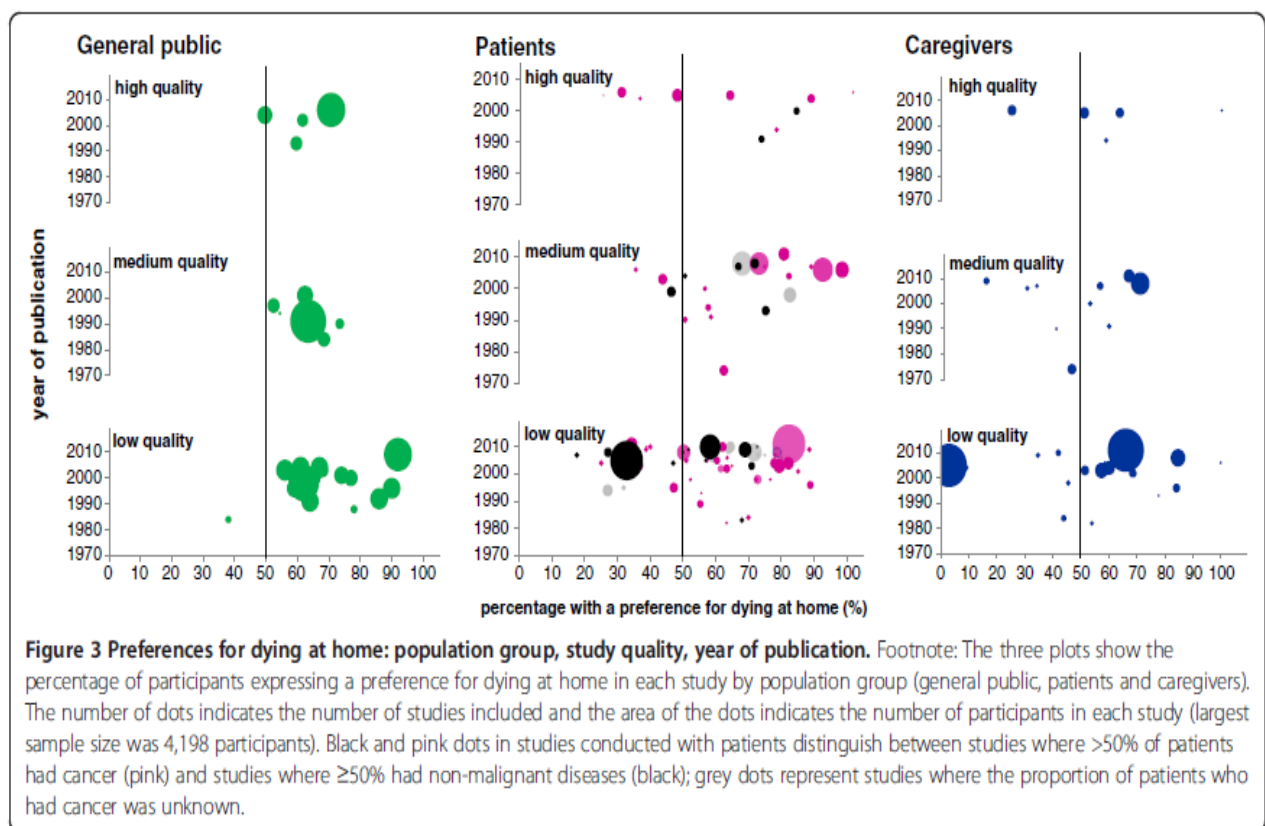 General public
Patients
Caregivers
high quality
2010
2000
1990
1980
1970
high quality
2010
2000
1990
1980
1970
high quality
2010
2000
1990
1980
1970
year of publication
medium quality
2010
2000
1990
1980
1970
medium quality
2010
2000
1990
1980
1970
medium quality
2010
2000
1990
1980
1970
low quality
2010
2000
1990
1980
1970
0 10 20 30 40 50 60 70 80 90 100
low quality
2010
2000
1990
1980
1970
0 10 20 30 40 50 60 70 80 90 100
low quality
2010
2000
1990
1980
1970
0 10 20 30 40 50 60 70 80 90 100
percentage with a preference for dying at home (%)
Figure 3 Preferences for dying at home: population group, study quality, year of publication. Footnote: The three plots show the
percentage of participants expressing a preference for dying at home in each study by population group (general public, patients and caregivers).
The number of dots indicates the number of studies included and the area of the dots indicates the number of participants in each study (largest
sample size was 4,198 participants). Black and pink dots in studies conducted with patients distinguish between studies where >50% of patients
had cancer (pink) and studies where ≥50% had non-malignant diseases (black); grey dots represent studies where the proportion of patients who
had cancer was unknown.